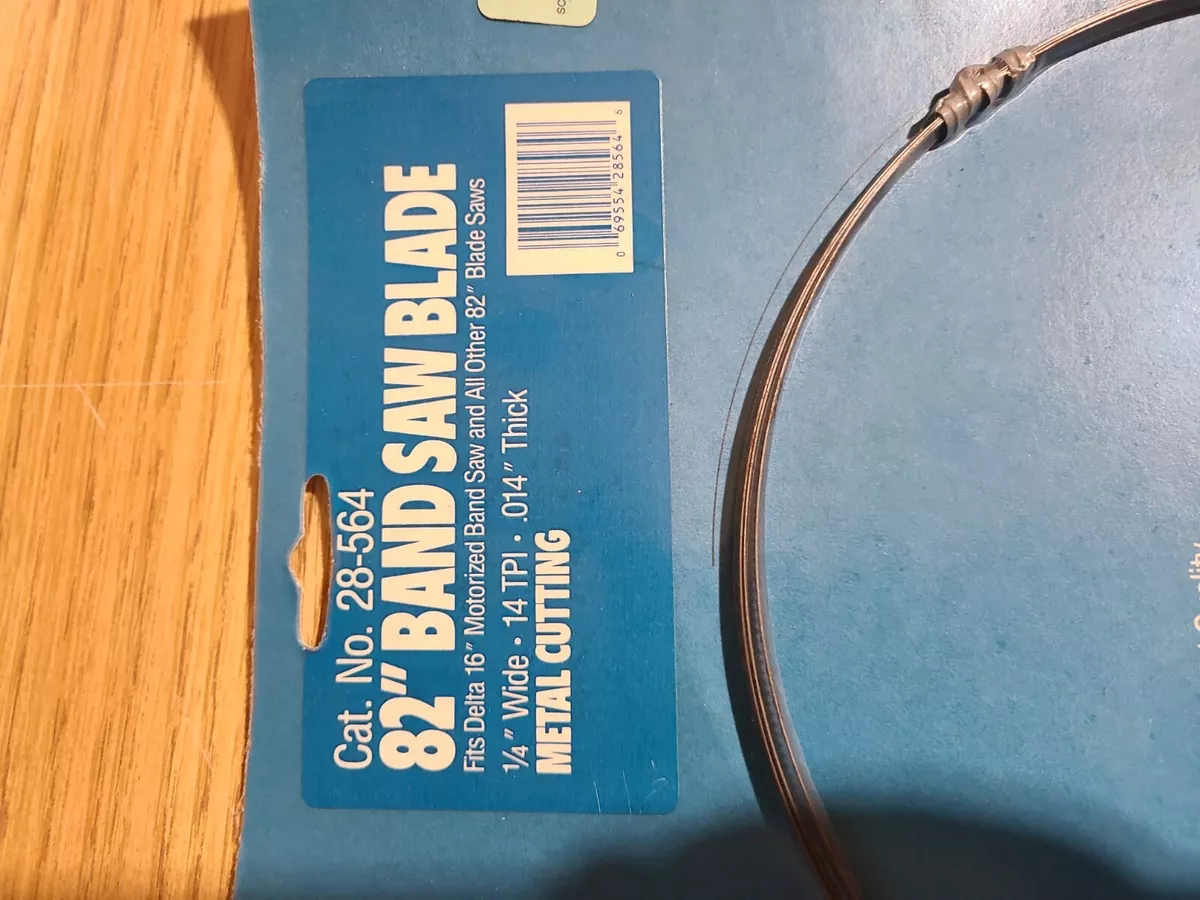 Cat. No. 28-564
82" BAND SAW BLADE
Fits Delta 16" Motorized Band Saw and All Other 82" Blade Saws
1/4" Wide • 14 TPI • .014" Thick
METAL CUTTING
0 69554 28564 6